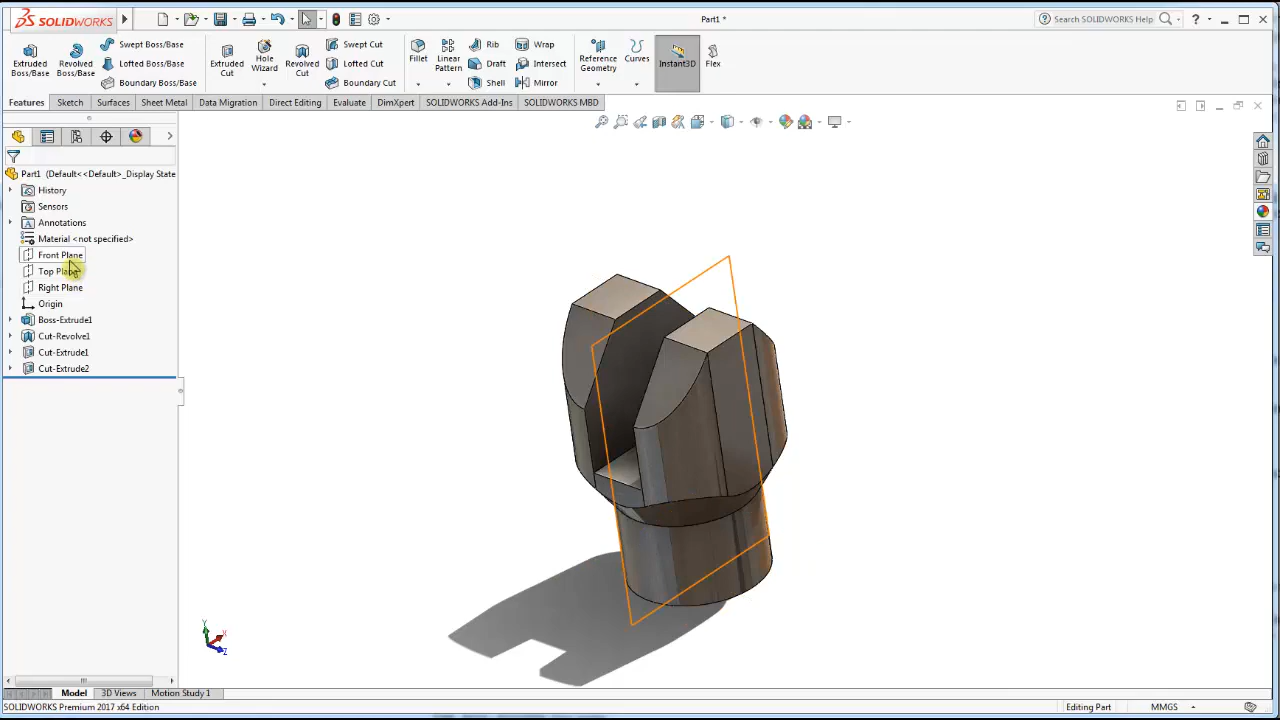 SOLIDWORKS
Part1 *
Search SOLIDWORKS Help
?
Extruded Boss/Base
Revolved Boss/Base
Swept Boss/Base
Lofted Boss/Base
Boundary Boss/Base
Extruded Cut
Hole Wizard
Revolved Cut
Swept Cut
Lofted Cut
Boundary Cut
Fillet
Linear Pattern
Rib
Draft
Shell
Wrap
Intersect
Mirror
Reference Geometry
Curves
Instant3D
Flex
Features
Sketch
Surfaces
Sheet Metal
Data Migration
Direct Editing
Evaluate
DimXpert
SOLIDWORKS Add-Ins
SOLIDWORKS MBD
Part1 (Default<<Default>_Display State
History
Sensors
Annotations
Material <not specified>
Front Plane
Top Plane
Right Plane
Origin
Boss-Extrude1
Cut-Revolve1
Cut-Extrude1
Cut-Extrude2
Y
X
Z
Model
3D Views
Motion Study 1
SOLIDWORKS Premium 2017 x64 Edition
Editing Part
MMGS